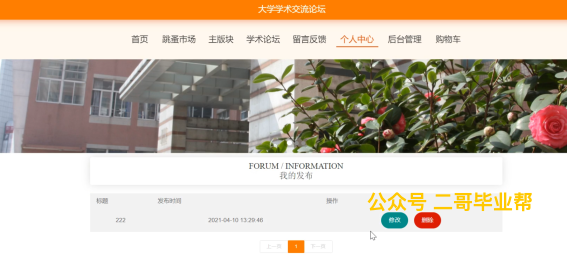 大学学术交流论坛
首页 跳蚤市场 主版块 学术论坛 留言反馈 个人中心 后台管理 购物车
FORUM / INFORMATION
我的发布
公众号 二哥毕业帮
标题 发布时间 操作
222 2021-04-10 13:29:46 修改 删除
上一页 1 下一页